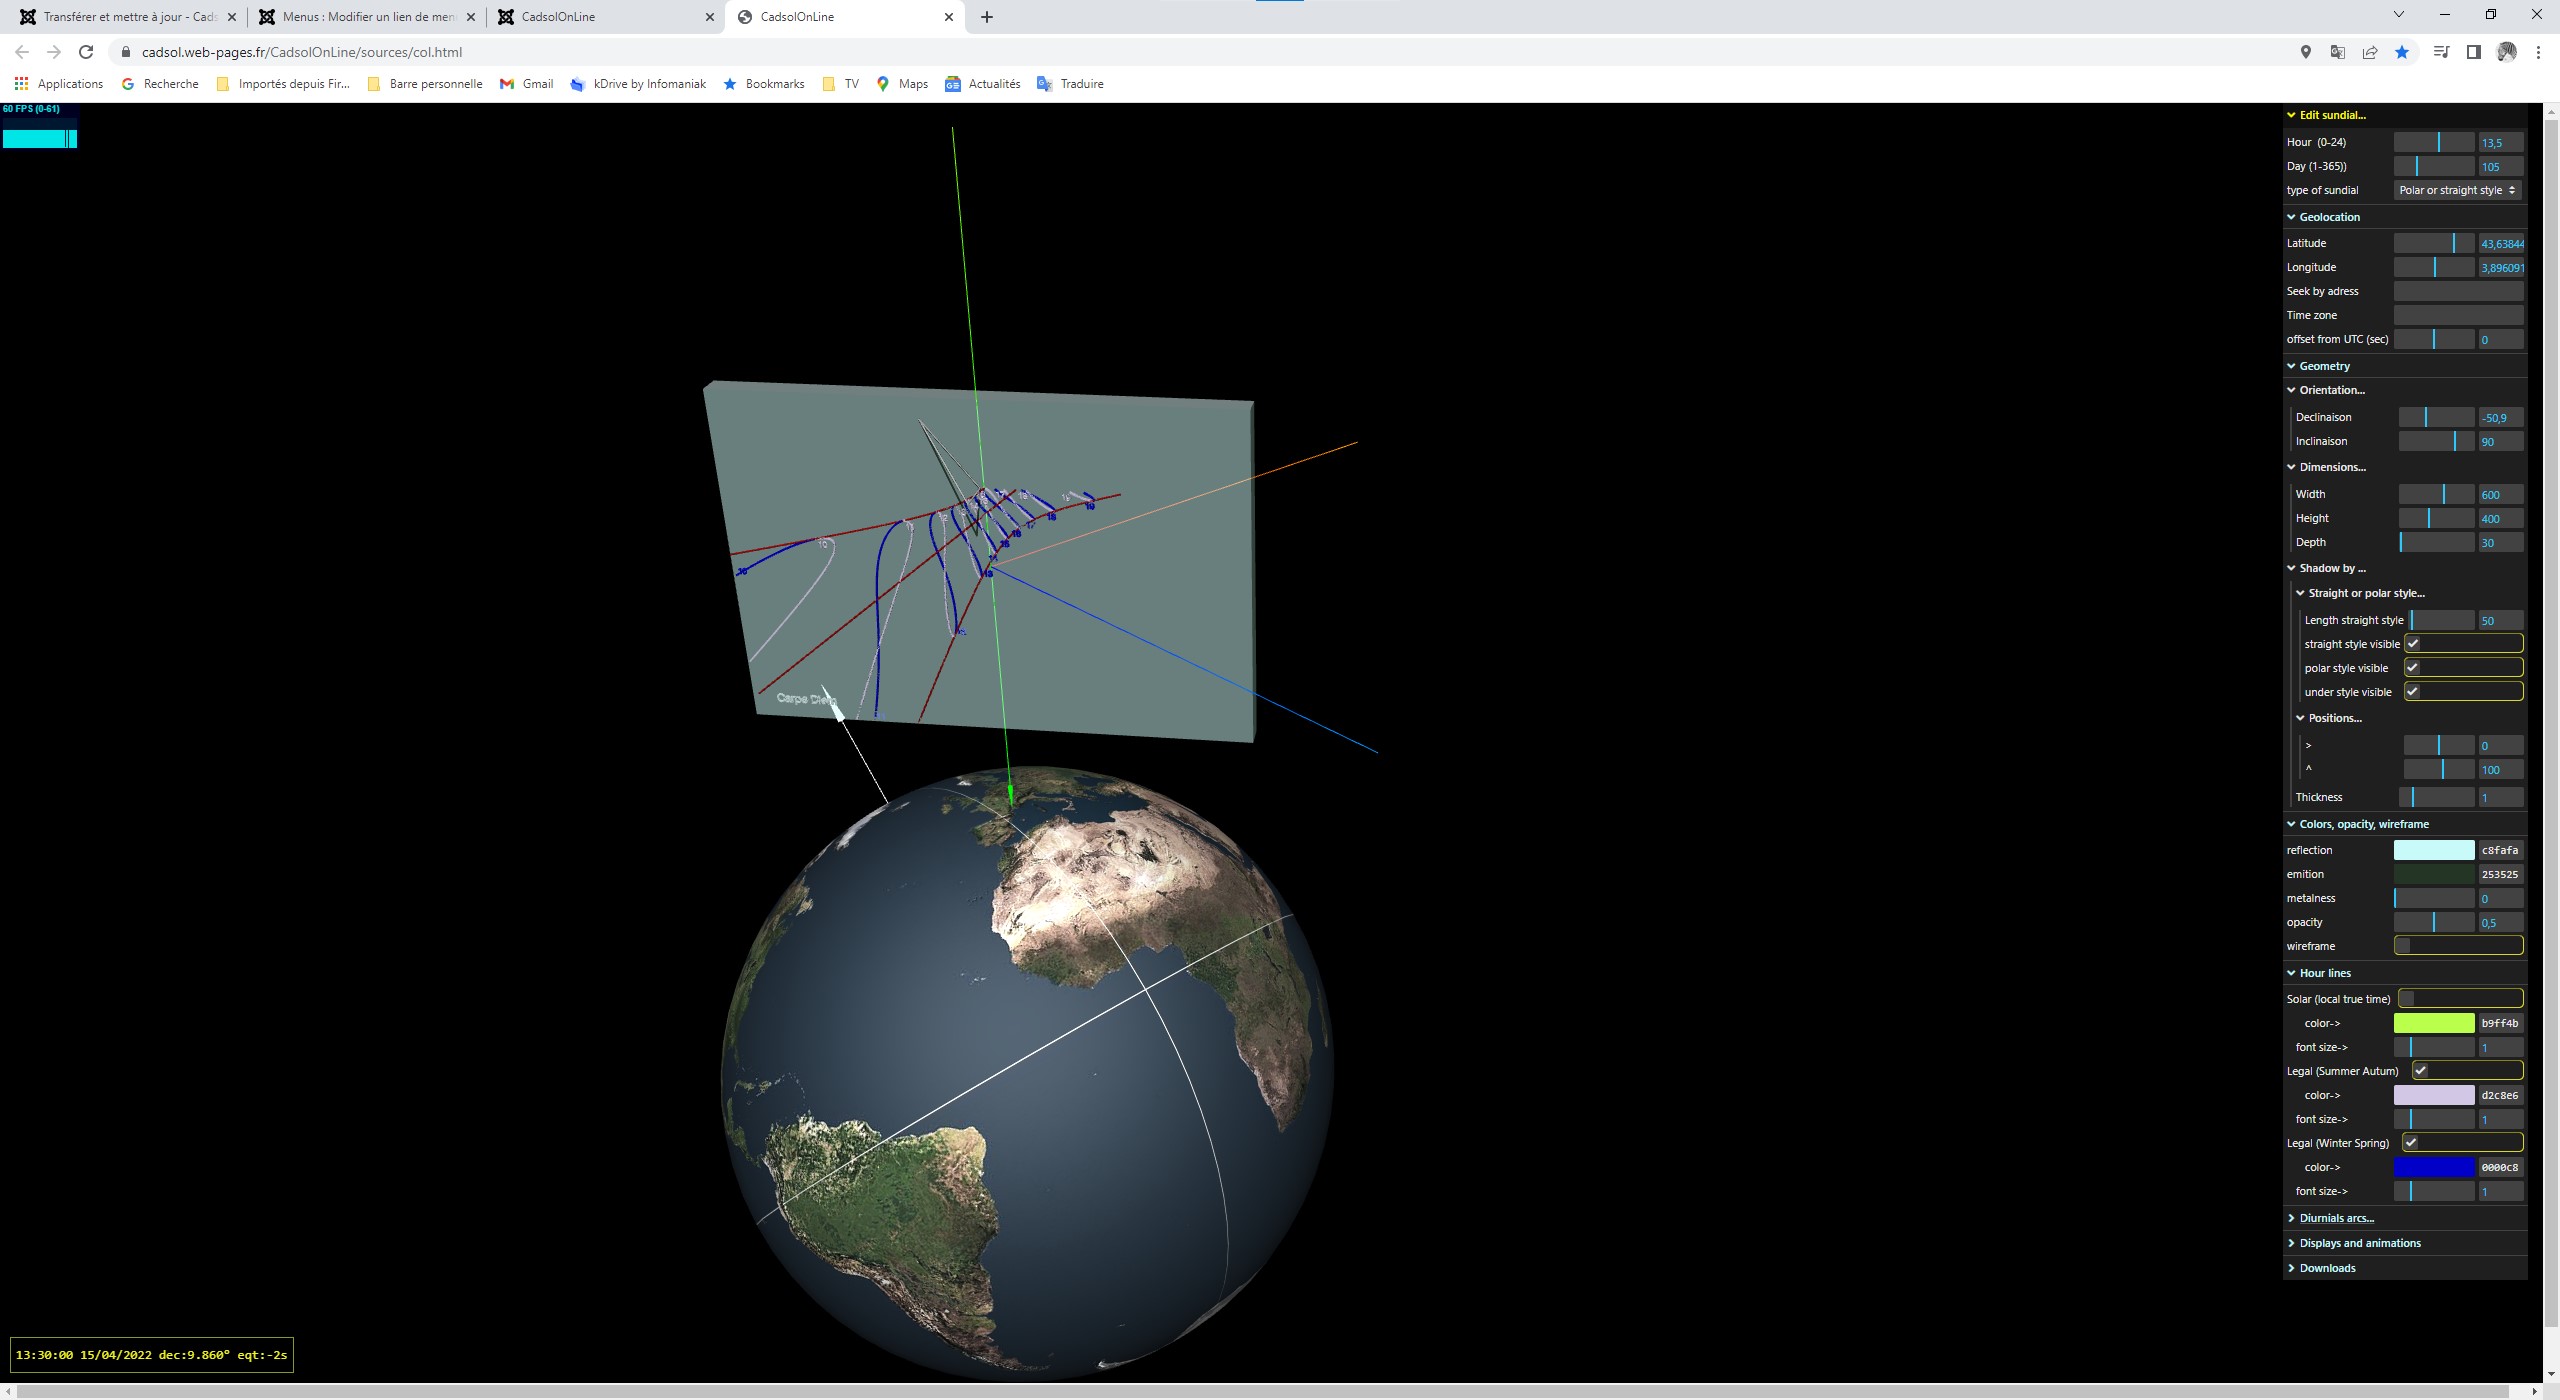 Transférer et mettre à jour - Cads
Menus : Modifier un lien de men
CadsolOnLine
CadsolOnLine
cadsol.web-pages.fr/CadsolOnLine/sources/col.html
Applications
Recherche
Importés depuis Fir...
Barre personnelle
Gmail
kDrive by Infomaniak
Bookmarks
TV
Maps
Actualités
Traduire
60 FPS (0-61)
Edit sundial...
Hour (0-24) 13,5
Day (1-365)) 105
type of sundial Polar or straight style
Geolocation
Latitude 43,63844
Longitude 3,896091
Seek by adress
Time zone
offset from UTC (sec) 0
Geometry
Orientation...
Declinaison -50,9
Inclinaison 90
Dimensions...
Width 600
Height 400
Depth 30
Shadow by ...
Straight or polar style...
Length straight style 50
straight style visible
polar style visible
under style visible
Positions...
> 0
^ 100
Thickness 1
Colors, opacity, wireframe
reflection c8fafa
emition 253525
metalness 0
opacity 0,5
wireframe
Hour lines
Solar (local true time)
color-> b9ff4b
font size-> 1
Legal (Summer Autum)
color-> d2c8e6
font size-> 1
Legal (Winter Spring)
color-> 0000c8
font size-> 1
Diurnials arcs...
Displays and animations
Downloads
Carpe Diem
13:30:00 15/04/2022 dec:9.860° eqt:-2s